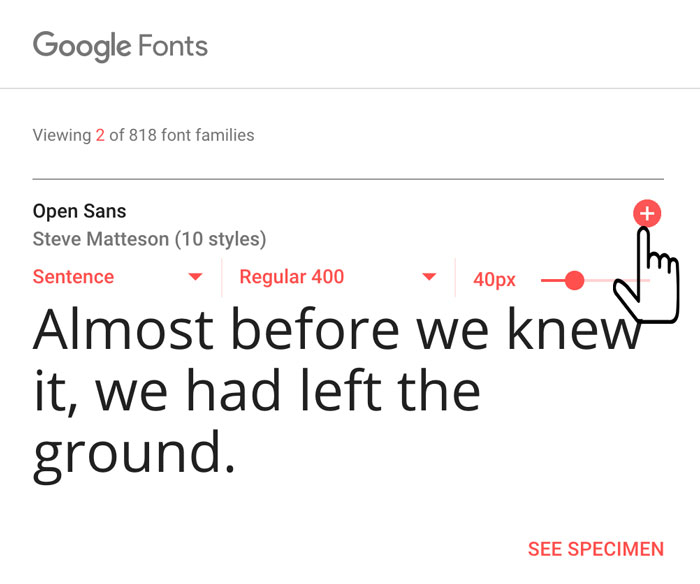 Google Fonts
Viewing 2 of 818 font families
Open Sans
Steve Matteson (10 styles)
Sentence Regular 400 40px
Almost before we knew
it, we had left the
ground.
SEE SPECIMEN